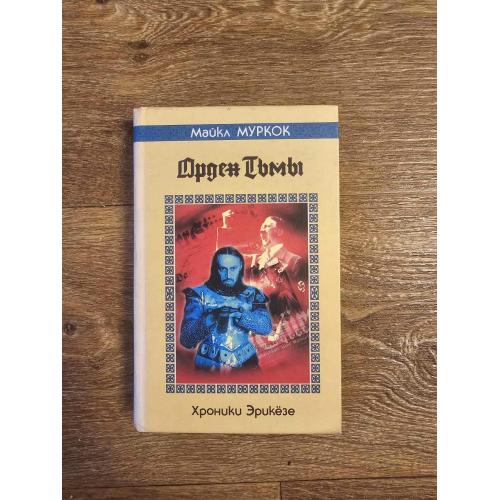 Майкл МУРКОК
Орден Тьмы
Хроники Эрикёзе